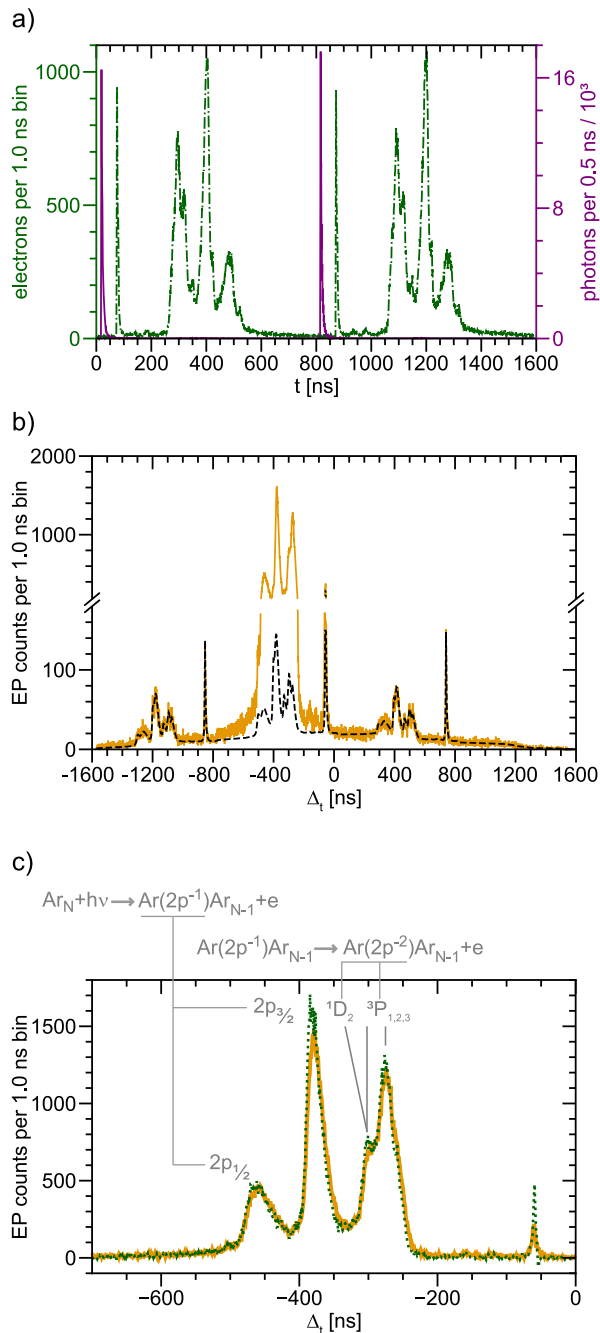 a)
electrons per 1.0 ns bin
1000
500
0
photons per 0.5 ns / 10³
16
12
8
4
0
0 200 400 600 800 1000 1200 1400 1600
t [ns]
b)
EP counts per 1.0 ns bin
2000
1000
100
0
-1600 -1200 -800 -400 0 400 800 1200 1600
Δt [ns]
c)
ArN+hν→Ar(2p⁻¹)ArN-1+e
Ar(2p⁻¹)ArN-1→Ar(2p⁻²)ArN-1+e
2p3/2
¹D2 ³P1,2,3
2p1/2
EP counts per 1.0 ns bin
1500
1000
500
0
-600 -400 -200 0
Δt [ns]